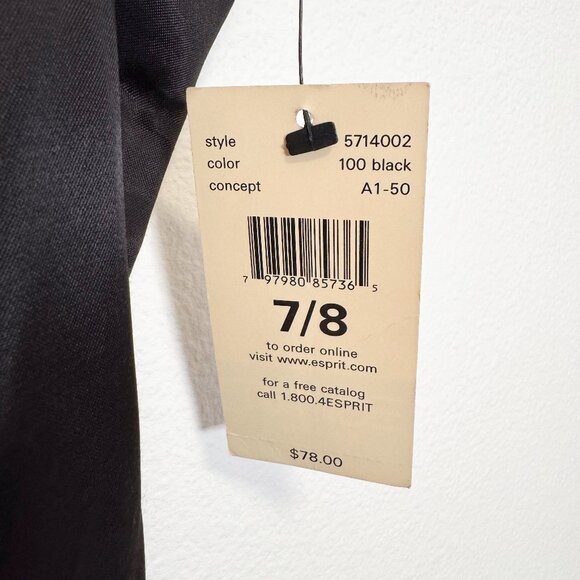 style 5714002
color 100 black
concept A1-50
7 97980 85736 5
7/8
to order online
visit www.esprit.com
for a free catalog
call 1.800.4ESPRIT
$78.00